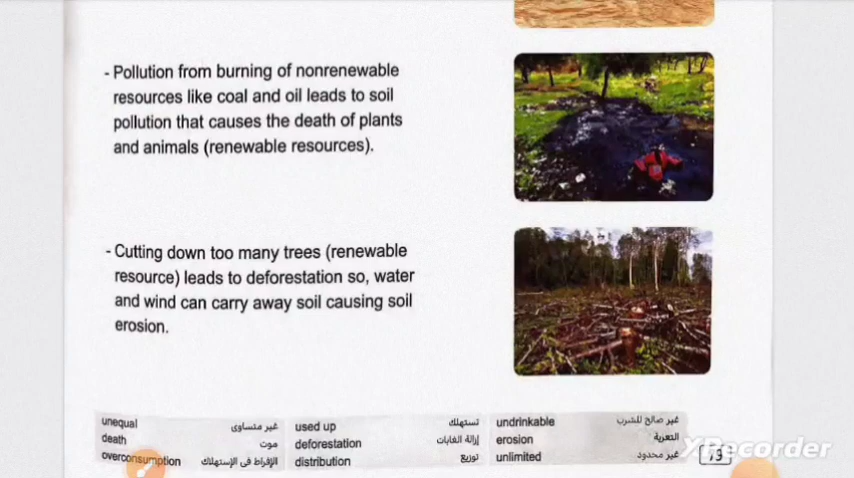 - Pollution from burning of nonrenewable
resources like coal and oil leads to soil
pollution that causes the death of plants
and animals (renewable resources).
- Cutting down too many trees (renewable
resource) leads to deforestation so, water
and wind can carry away soil causing soil
erosion.
unequal غير متساوى used up تستهلك undrinkable غير صالح للشرب
death موت deforestation إزالة الغابات erosion التعرية
overconsumption الإفراط فى الإستهلاك distribution توزيع unlimited غير محدود
XRecorder